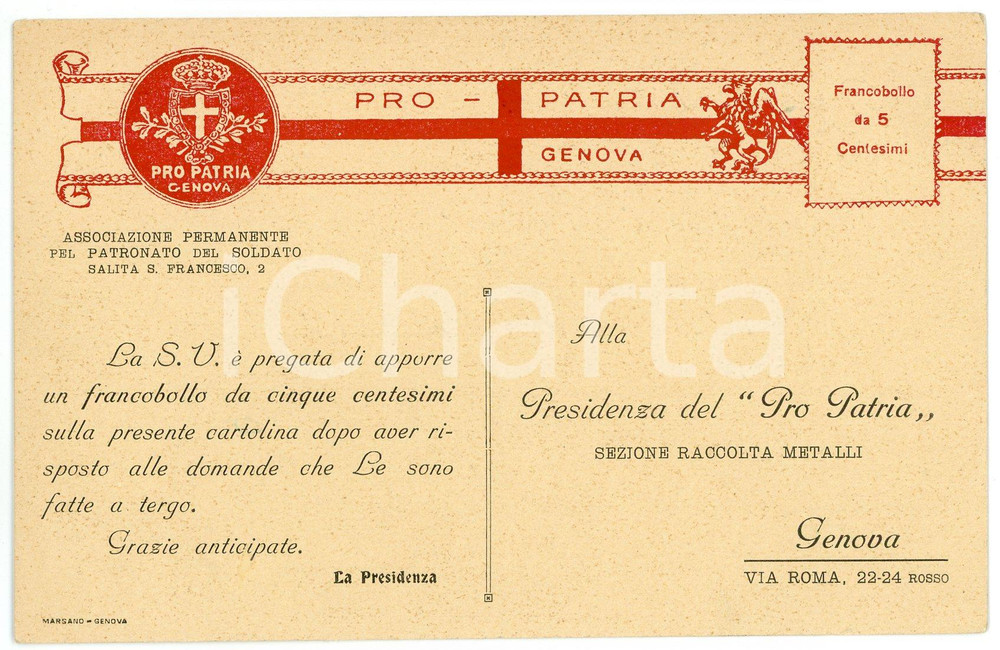 PRO - PATRIA
GENOVA
PRO PATRIA
GENOVA
Francobollo
da 5
Centesimi
ASSOCIAZIONE PERMANENTE
PEL PATRONATO DEL SOLDATO
SALITA S. FRANCESCO, 2
La S. V. è pregata di apporre
un francobollo da cinque centesimi
sulla presente cartolina dopo aver ri-
sposto alle domande che Le sono
fatte a tergo.
Grazie anticipate.
La Presidenza
MARSANO - GENOVA
Alla
Presidenza del “Pro Patria„
SEZIONE RACCOLTA METALLI
Genova
VIA ROMA, 22-24 ROSSO
iCharta